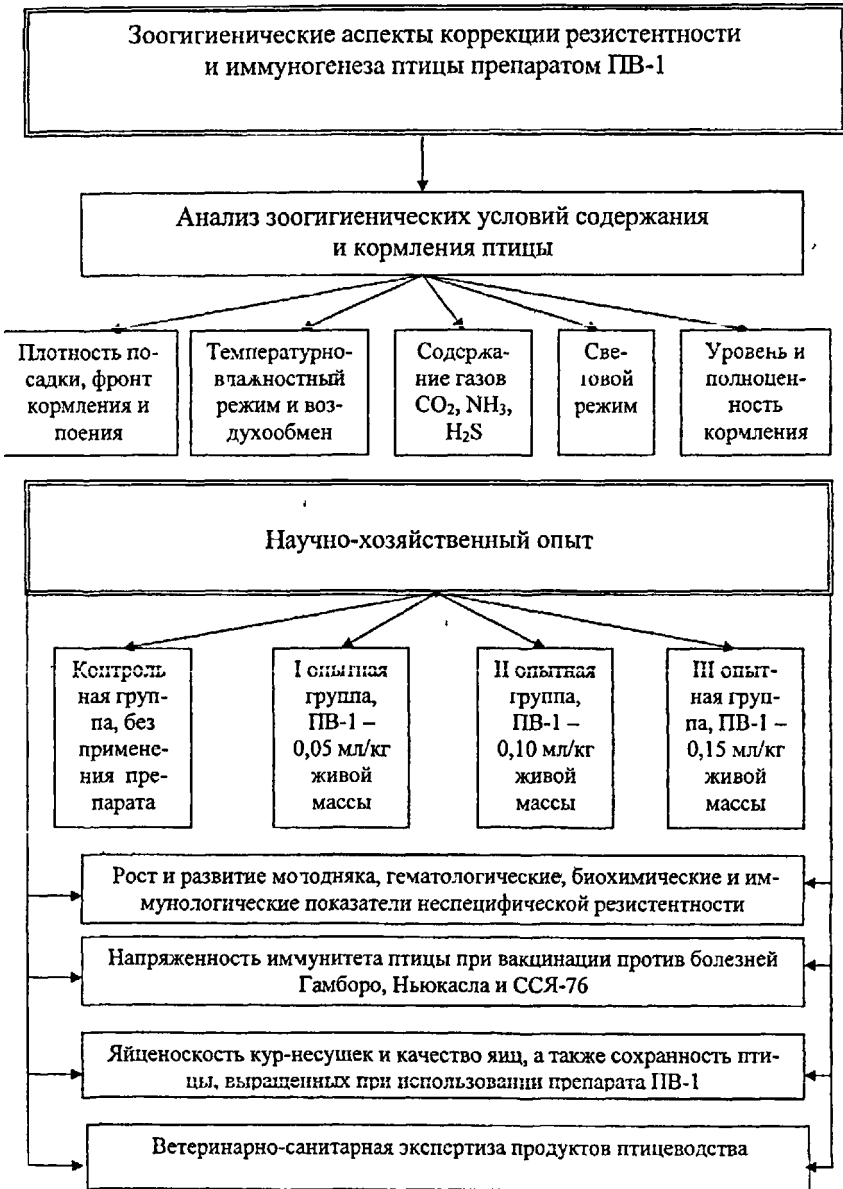 Зоогигиенические аспекты коррекции резистентности
и иммуногенеза птицы препаратом ПВ-1
Анализ зоогигиенических условий содержания
и кормления птицы
Плотность по-
садки, фронт
кормления и
поения
Температурно-
влажностный
режим и воз-
духообмен
Содержа-
ние газов
CO₂, NH₃,
H₂S
Све-
товой
режим
Уровень и
полноцен-
ность
кормления
Научно-хозяйственный опыт
Контроль
ная груп-
па, без
примене-
ния пре-
парата
I опытная
группа,
ПВ-1 –
0,05 мл/кг
живой
массы
II опытная
группа,
ПВ-1 –
0,10 мл/кг
живой
массы
III опыт-
ная груп-
па, ПВ-1 –
0,15 мл/кг
живой
массы
Рост и развитие молодняка, гематологические, биохимические и им-
мунологические показатели неспецифической резистентности
Напряженность иммунитета птицы при вакцинации против болезней
Гамборо, Ньюкасла и ССЯ-76
Яйценоскость кур-несушек и качество яиц, а также сохранность пти-
цы, выращенных при использовании препарата ПВ-1
Ветеринарно-санитарная экспертиза продуктов птицеводства